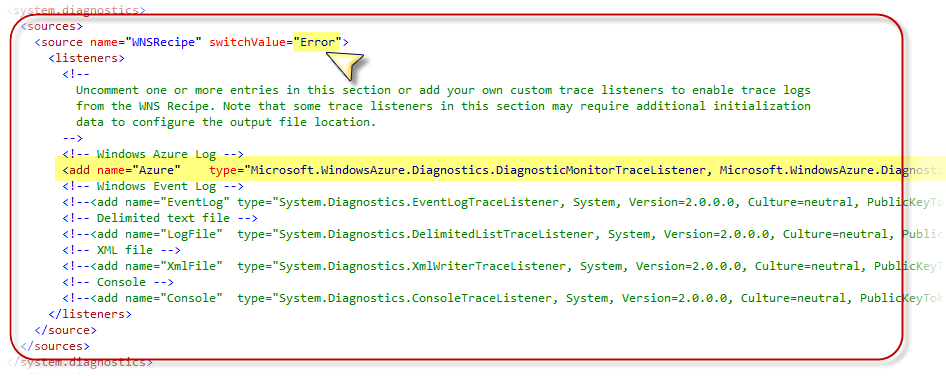 <system.diagnostics>
<sources>
<source name="WNSRecipe" switchValue="Error">
<listeners>
<!--
Uncomment one or more entries in this section or add your own custom trace listeners to enable trace logs
from the WNS Recipe. Note that some trace listeners in this section may require additional initialization
data to configure the output file location.
-->
<!-- Windows Azure Log -->
<add name="Azure" type="Microsoft.WindowsAzure.Diagnostics.DiagnosticMonitorTraceListener, Microsoft.WindowsAzure.Diagnosti
<!-- Windows Event Log -->
<!--<add name="EventLog" type="System.Diagnostics.EventLogTraceListener, System, Version=2.0.0.0, Culture=neutral, PublicKeyTok
<!-- Delimited text file -->
<!--<add name="LogFile" type="System.Diagnostics.DelimitedListTraceListener, System, Version=2.0.0.0, Culture=neutral, Public
<!-- XML file -->
<!--<add name="XmlFile" type="System.Diagnostics.XmlWriterTraceListener, System, Version=2.0.0.0, Culture=neutral, PublicKeyTo
<!-- Console -->
<!--<add name="Console" type="System.Diagnostics.ConsoleTraceListener, System, Version=2.0.0.0, Culture=neutral, PublicKeyTok
</listeners>
</source>
</sources>
</system.diagnostics>